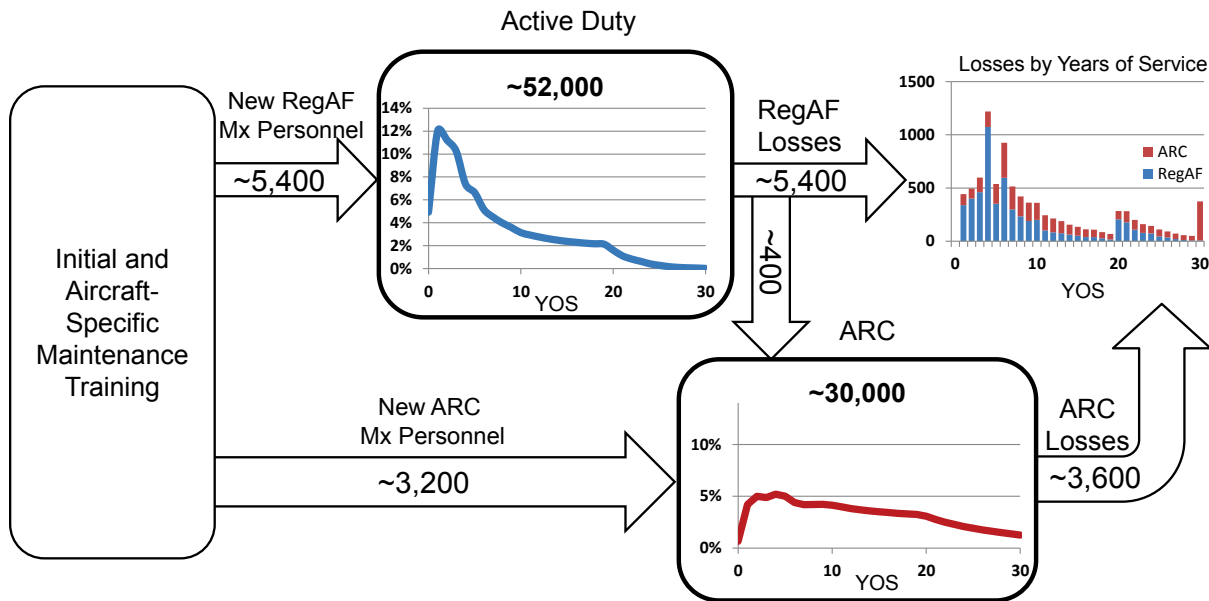 Active Duty
Initial and
Aircraft-
Specific
Maintenance
Training
New RegAF
Mx Personnel
~5,400
~52,000
14%
12%
10%
8%
6%
4%
2%
0%
0
10
20
30
YOS
RegAF
Losses
~5,400
~400
Losses by Years of Service
1500
1000
500
0
ARC
RegAF
0
10
20
30
YOS
New ARC
Mx Personnel
~3,200
ARC
~30,000
10%
5%
0%
0
10
20
30
YOS
ARC
Losses
~3,600